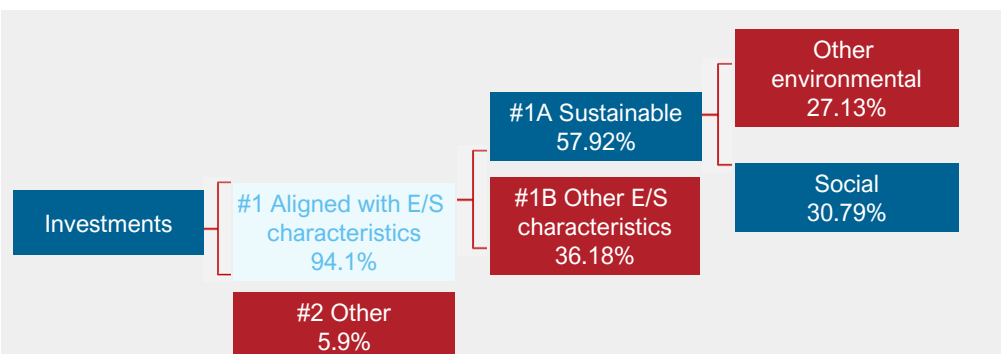 Investments
#1 Aligned with E/S
characteristics
94.1%
#2 Other
5.9%
#1A Sustainable
57.92%
#1B Other E/S
characteristics
36.18%
Other
environmental
27.13%
Social
30.79%